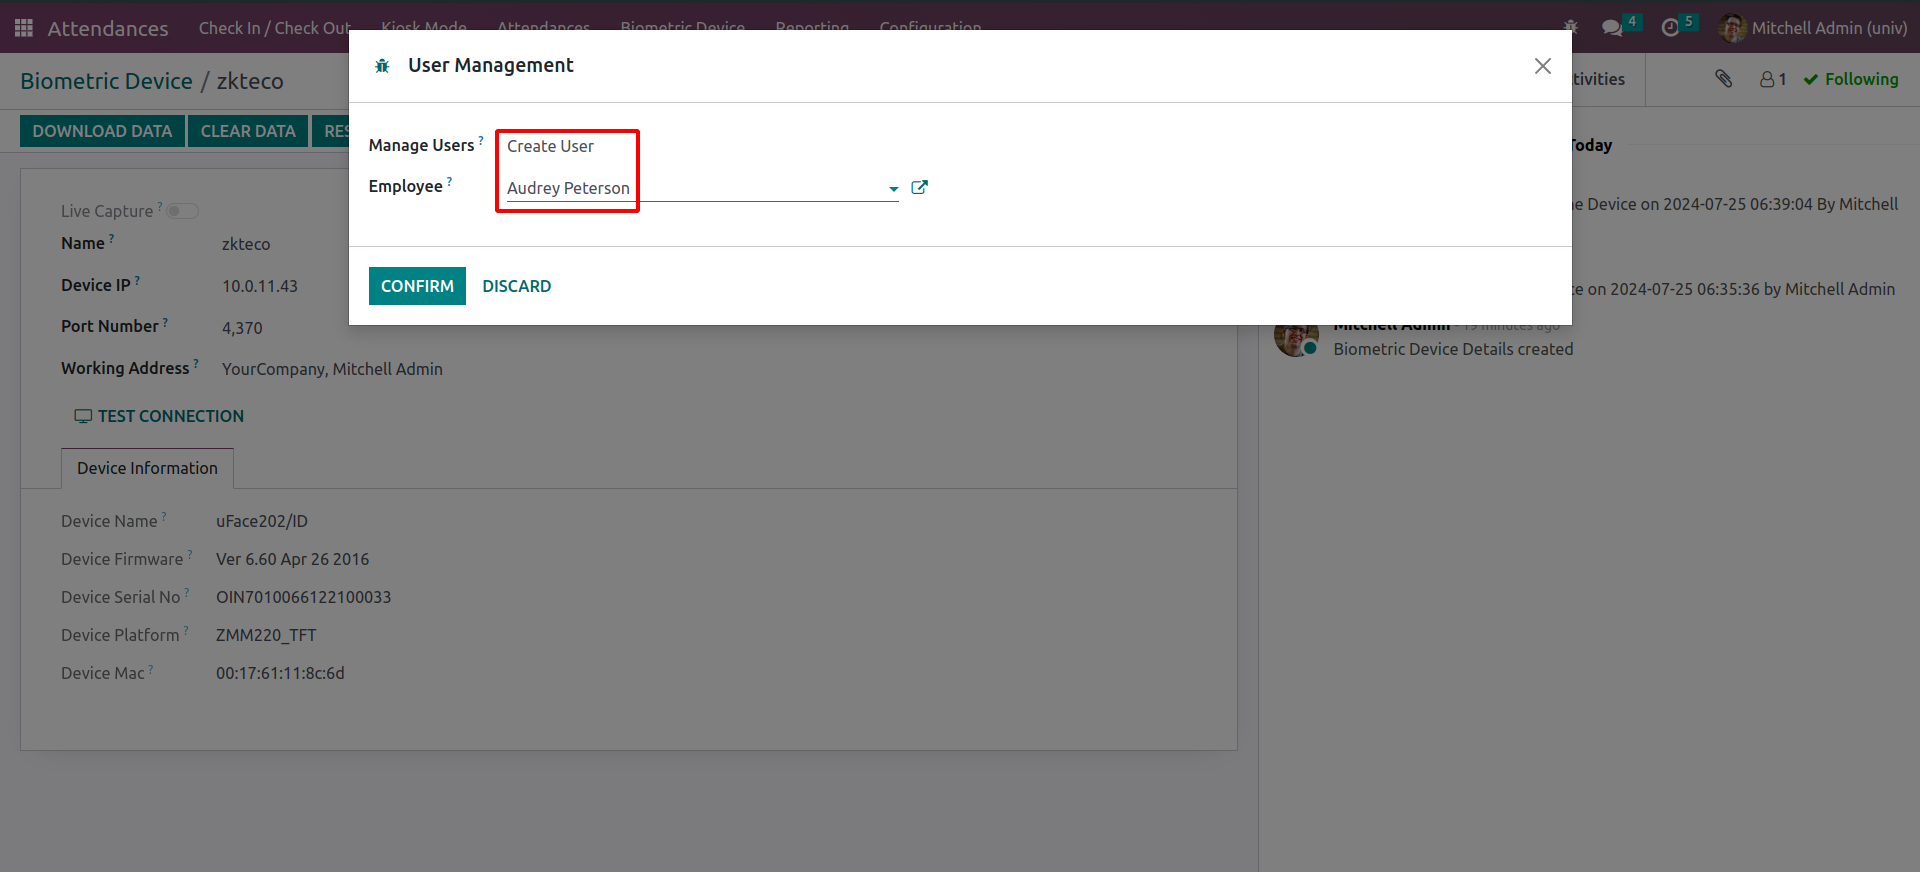 Attendances Check In / Check Out Kiosk Mode Attendances Biometric Device Reporting Configuration 4 5 Mitchell Admin (univ)
User Management
Biometric Device / zkteco
tivities 1 Following
DOWNLOAD DATA CLEAR DATA RES
Manage Users ? Create User
Today
Employee ? Audrey Peterson
Live Capture ?
e Device on 2024-07-25 06:39:04 By Mitchell
Name ? zkteco
Device IP ? 10.0.11.43
CONFIRM DISCARD
ce on 2024-07-25 06:35:36 by Mitchell Admin
Port Number ? 4,370
Mitchell Admin - 19 minutes ago
Biometric Device Details created
Working Address ? YourCompany, Mitchell Admin
TEST CONNECTION
Device Information
Device Name ? uFace202/ID
Device Firmware ? Ver 6.60 Apr 26 2016
Device Serial No ? OIN7010066122100033
Device Platform ? ZMM220_TFT
Device Mac ? 00:17:61:11:8c:6d